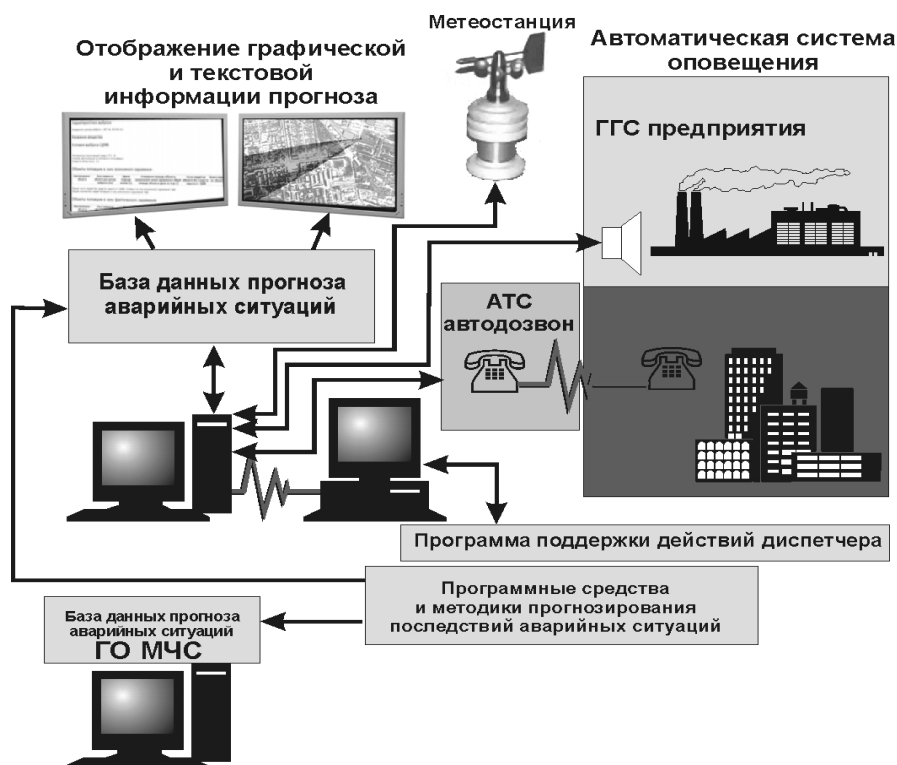 Метеостанция
Отображение графической
и текстовой
информации прогноза
Автоматическая система
оповещения
ГГС предприятия
База данных прогноза
аварийных ситуаций
АТС
автодозвон
Программа поддержки действий диспетчера
Программные средства
и методики прогнозирования
последствий аварийных ситуаций
База данных прогноза
аварийных ситуаций
ГО МЧС